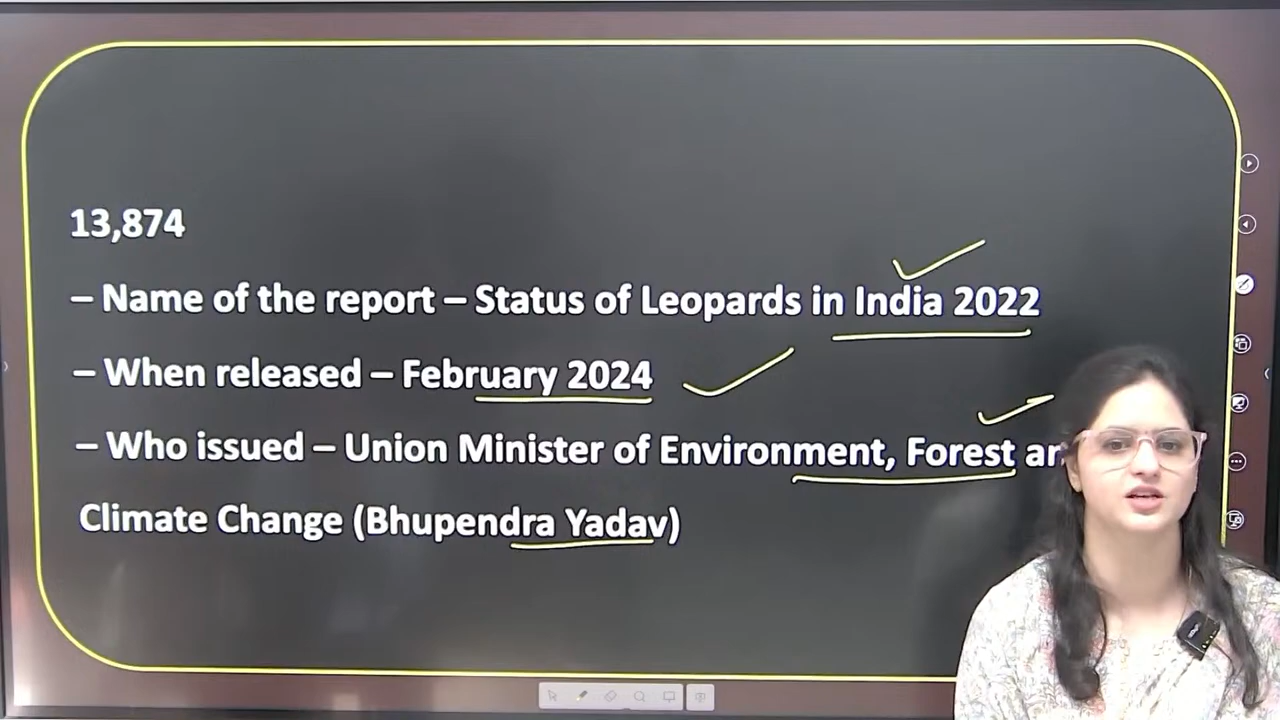 13,874
– Name of the report – Status of Leopards in India 2022
– When released – February 2024
– Who issued – Union Minister of Environment, Forest
Climate Change (Bhupendra Yadav)